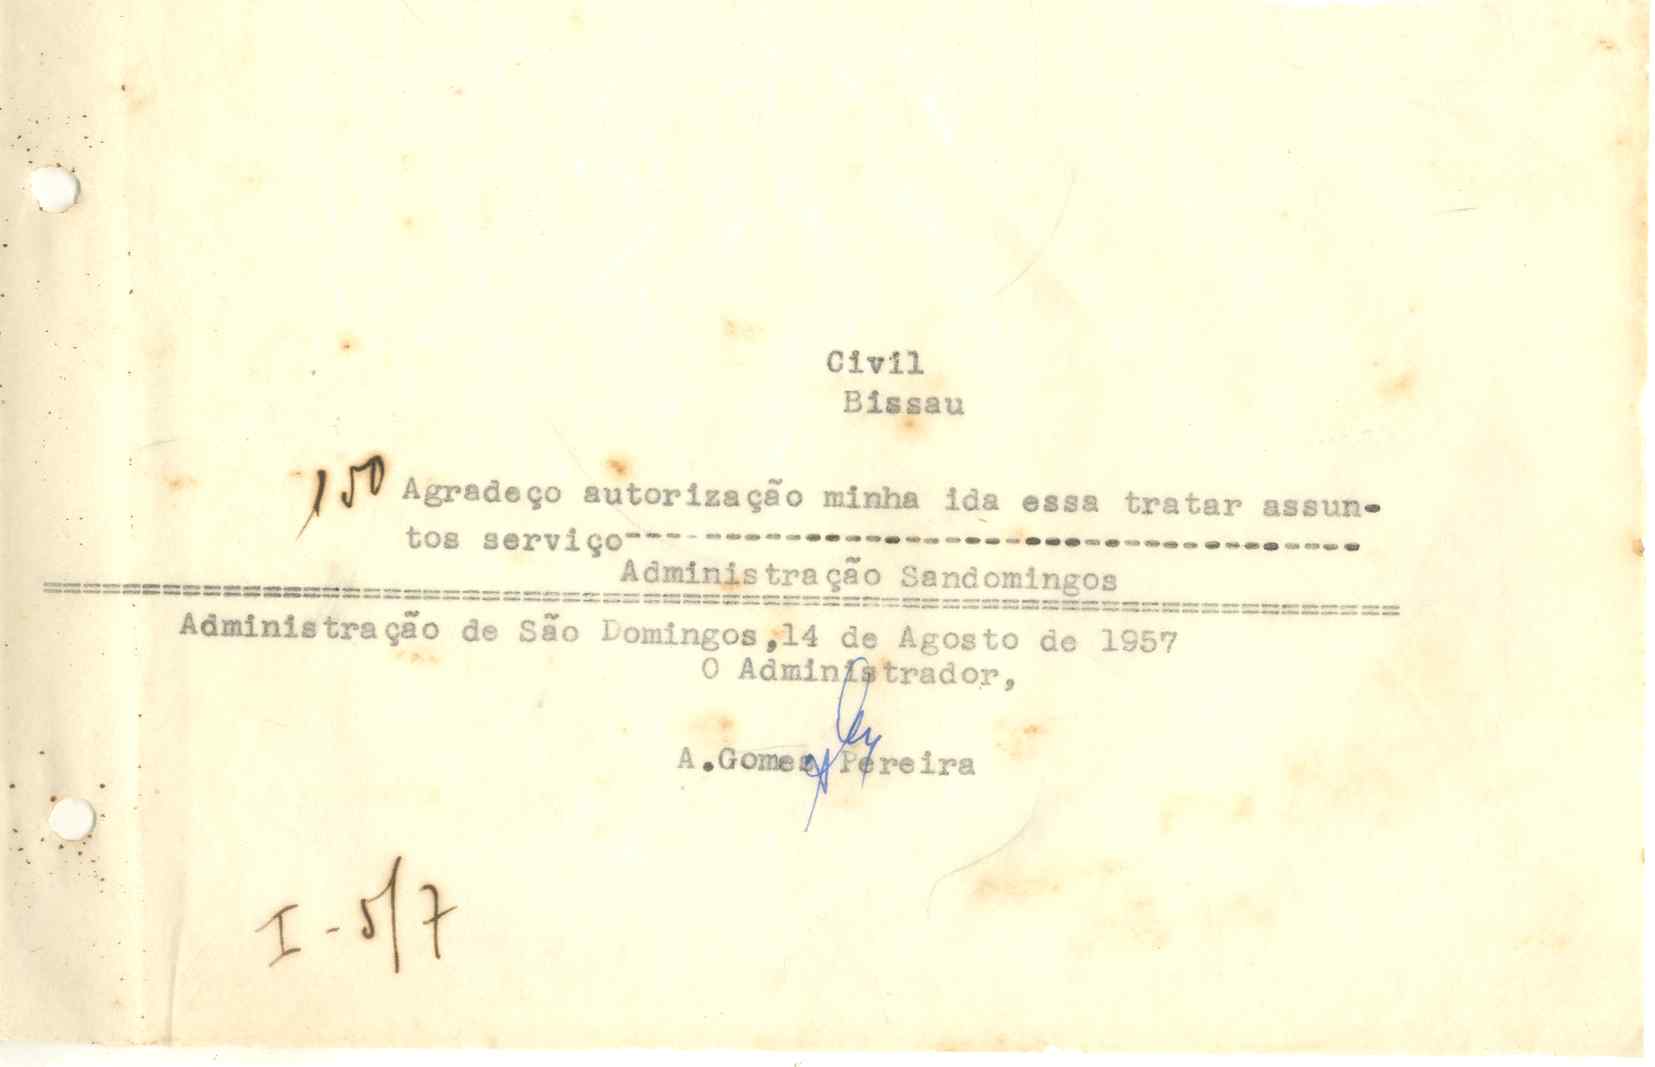 Civil
Bissau
150 Agradeço autorização minha ida essa tratar assun-
tos serviço--------------------------------------
Administração Sandomingos
====================================================================
Administração de São Domingos,14 de Agosto de 1957
O Administrador,
A.Gomes Pereira
I - 5/7